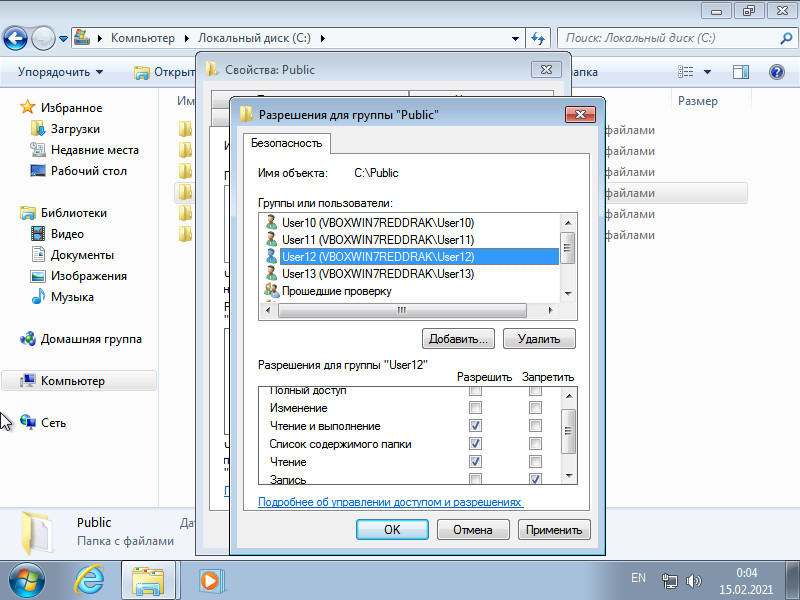 Компьютер
Локальный диск (C:)
Поиск: Локальный диск (C:)
Упорядочить
Открыт
апка
Избранное
Загрузки
Недавние места
Рабочий стол
Библиотеки
Видео
Документы
Изображения
Музыка
Домашняя группа
Компьютер
Сеть
Им
Размер
файлами
файлами
файлами
файлами
файлами
файлами
Свойства: Public
Разрешения для группы "Public"
Безопасность
Имя объекта: C:\Public
Группы или пользователи:
User10 (VBOXWIN7REDDRAK\User10)
User11 (VBOXWIN7REDDRAK\User11)
User12 (VBOXWIN7REDDRAK\User12)
User13 (VBOXWIN7REDDRAK\User13)
Прошедшие проверку
Добавить...
Удалить
Разрешения для группы "User12"
Разрешить Запретить
Полный доступ
Изменение
Чтение и выполнение
Список содержимого папки
Чтение
Запись
Подробнее об управлении доступом и разрешениях
OK
Отмена
Применить
Public
Да
Папка с файлами
EN
0:04
15.02.2021